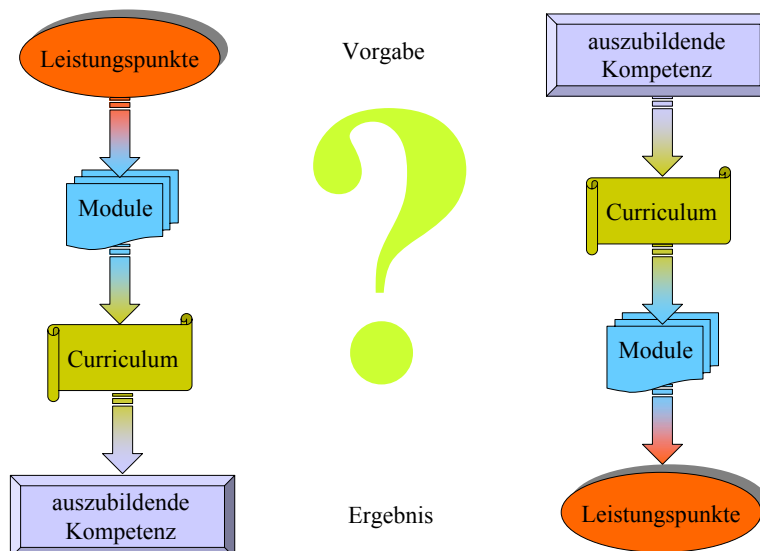 Leistungspunkte
Module
Curriculum
auszubildende
Kompetenz
Vorgabe
?
Ergebnis
auszubildende
Kompetenz
Curriculum
Module
Leistungspunkte